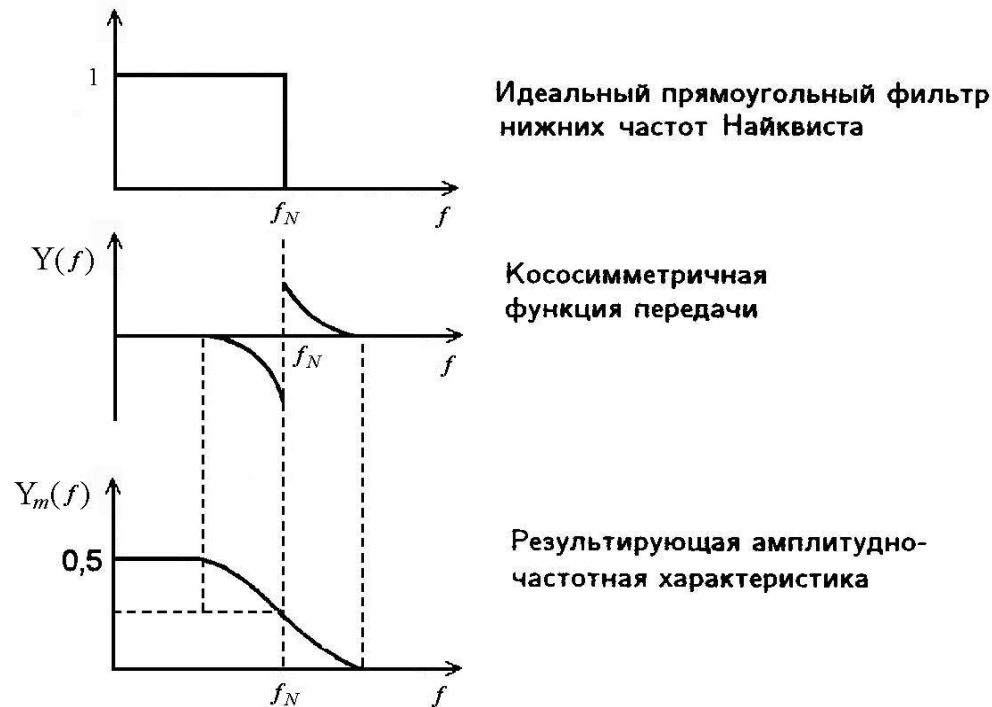 1
Идеальный прямоугольный фильтр
нижних частот Найквиста
f_N
f
Y(f)
Кососимметричная
функция передачи
f_N
f
Y_m(f)
0,5
Результирующая амплитудно-
частотная характеристика
f_N
f